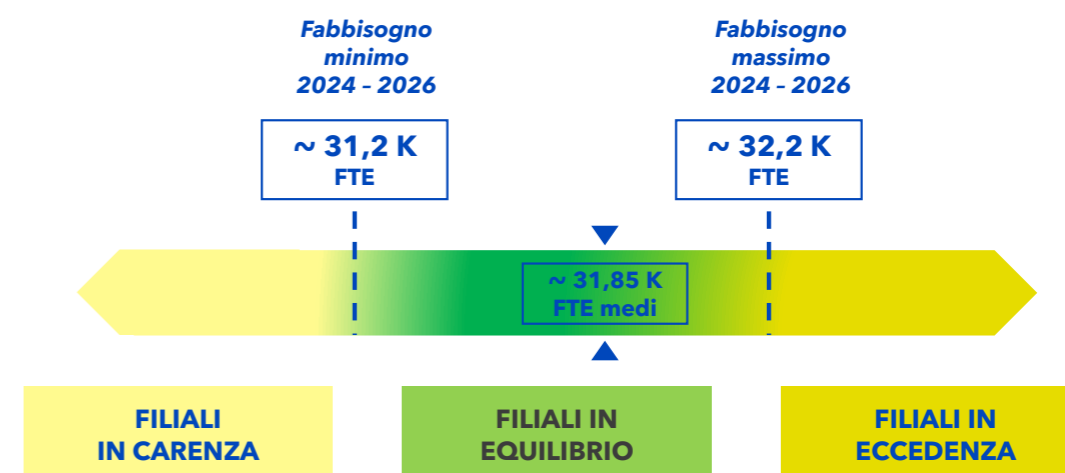 Fabbisogno
minimo
2024 – 2026
Fabbisogno
massimo
2024 – 2026
~ 31,2 K
FTE
~ 32,2 K
FTE
~ 31,85 K
FTE medi
FILIALI
IN CARENZA
FILIALI IN
EQUILIBRIO
FILIALI IN
ECCEDENZA